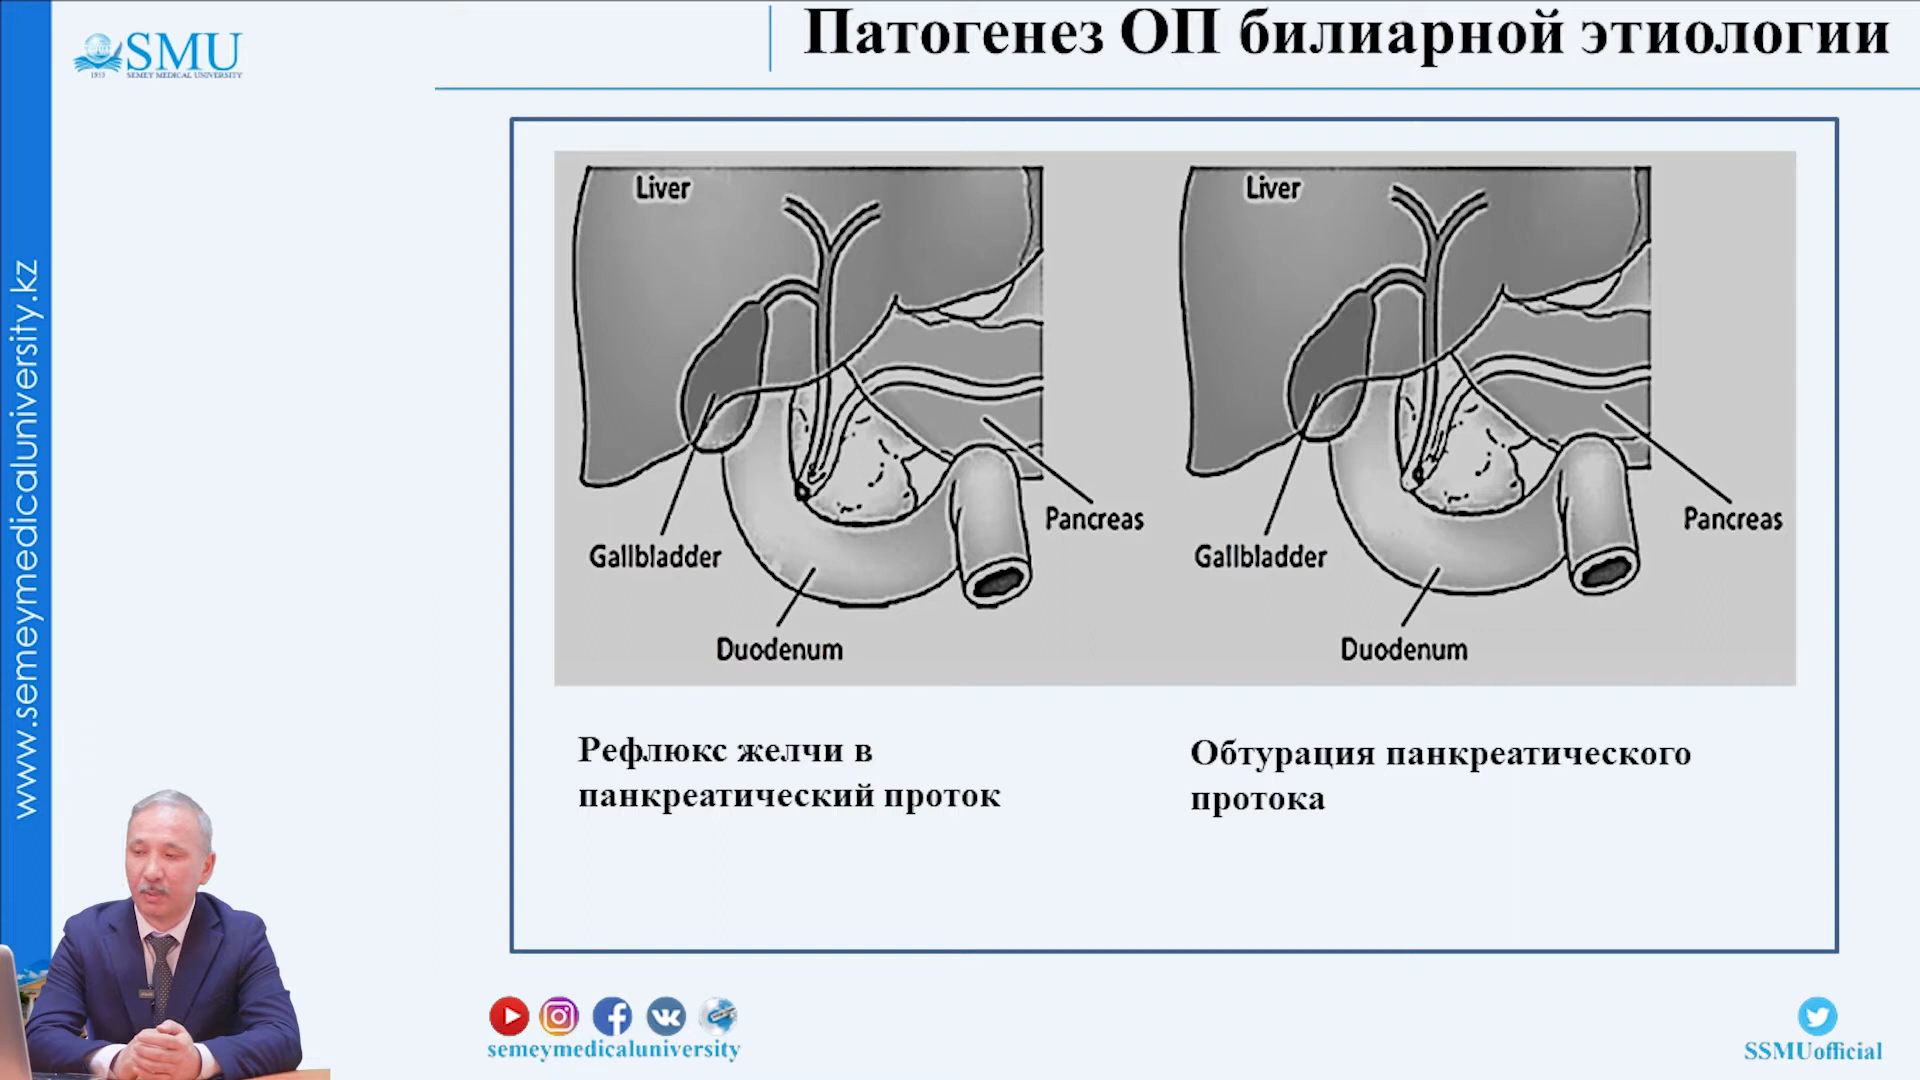 Патогенез ОП билиарной этиологии
SMU
SEMEY MEDICAL UNIVERSITY
1953
www.semeymedicaluniversity.kz
Liver
Gallbladder
Duodenum
Pancreas
Liver
Gallbladder
Duodenum
Pancreas
Рефлюкс желчи в
панкреатический проток
Обтурация панкреатического
протока
semeymedicaluniversity
SSMUofficial